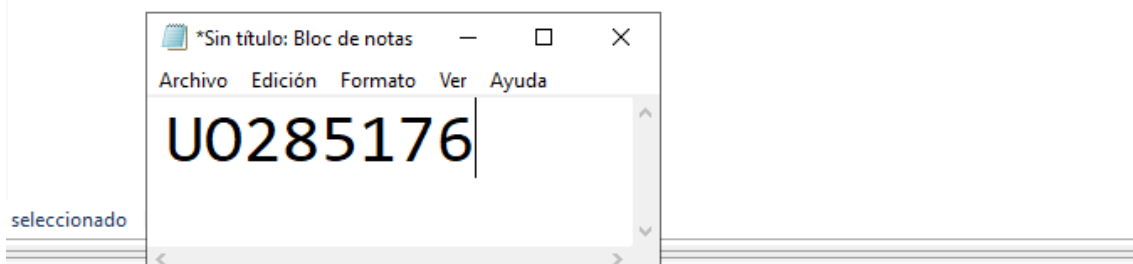 *Sin título: Bloc de notas
Archivo Edición Formato Ver Ayuda
UO285176
seleccionado